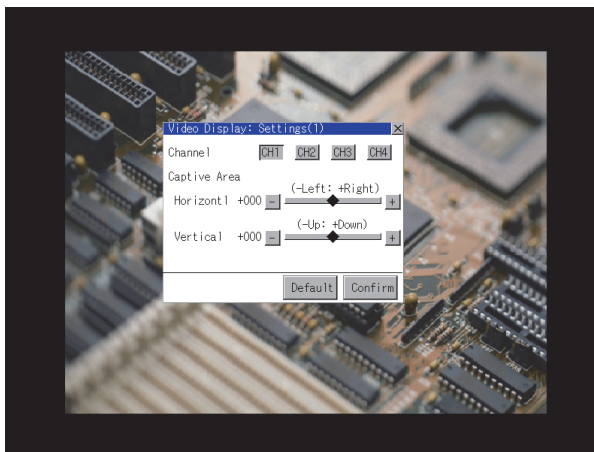 Video Display: Settings(1) ×
Channel CH1 CH2 CH3 CH4
Captive Area
(-Left: +Right)
Horizontl +000 - +
(-Up: +Down)
Vertical +000 - +
Default Confirm